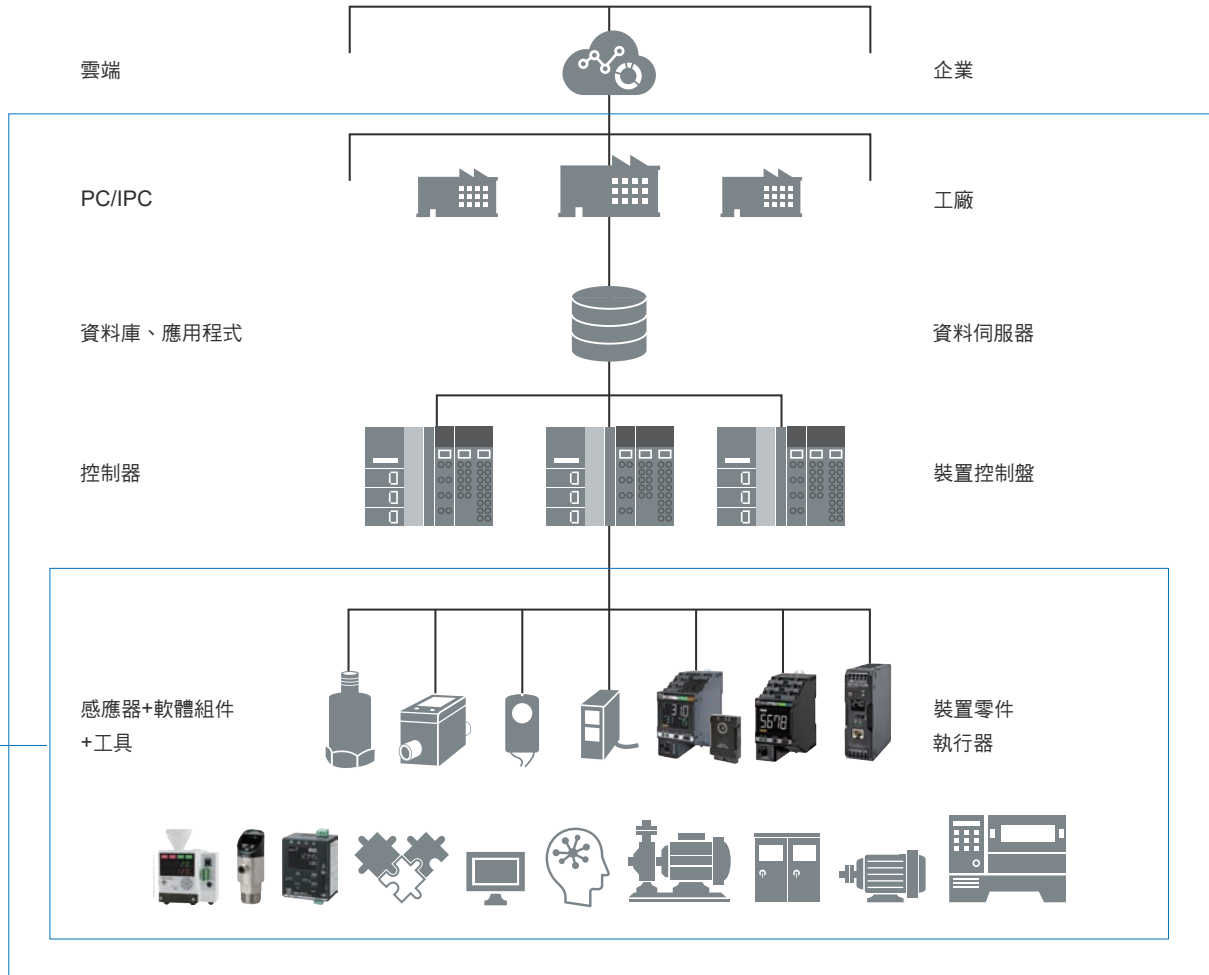 雲端
企業
PC/IPC
工廠
資料庫、應用程式
資料伺服器
控制器
裝置控制盤
感應器+軟體組件
+工具
裝置零件
執行器
5678